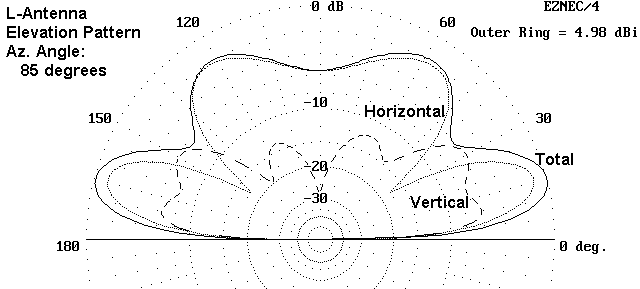 L-Antenna
Elevation Pattern
Az. Angle:
85 degrees
0 dB
EZNEC/4
Outer Ring = 4.98 dBi
120
60
-10
Horizontal
150
30
-20
Total
-30
Vertical
180
0 deg.